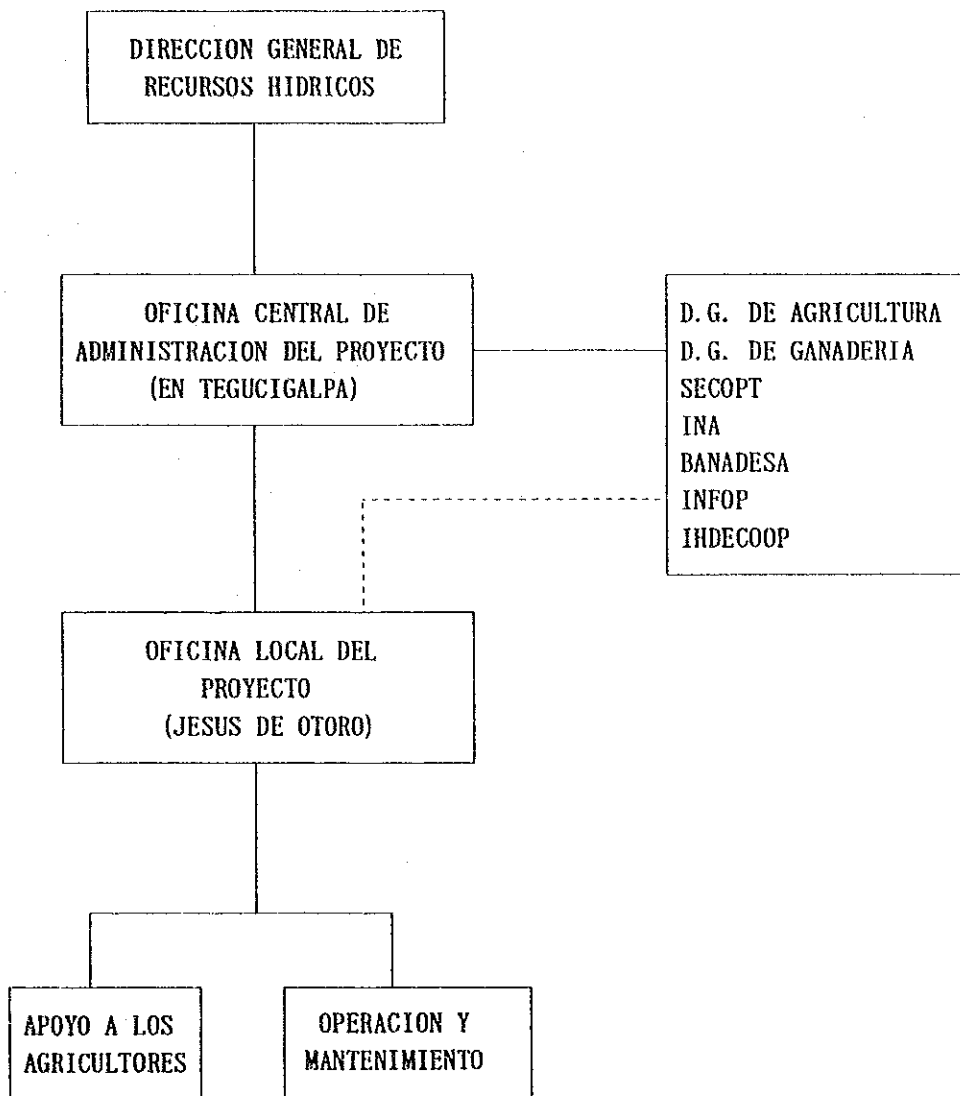 DIRECCION GENERAL DE
RECURSOS HIDRICOS
OFICINA CENTRAL DE
ADMINISTRACION DEL PROYECTO
(EN TEGUCIGALPA)
D.G. DE AGRICULTURA
D.G. DE GANADERIA
SECOPT
INA
BANADESA
INFOP
IHDECOOP
OFICINA LOCAL DEL
PROYECTO
(JESUS DE OTORO)
APOYO A LOS
AGRICULTORES
OPERACION Y
MANTENIMIENTO